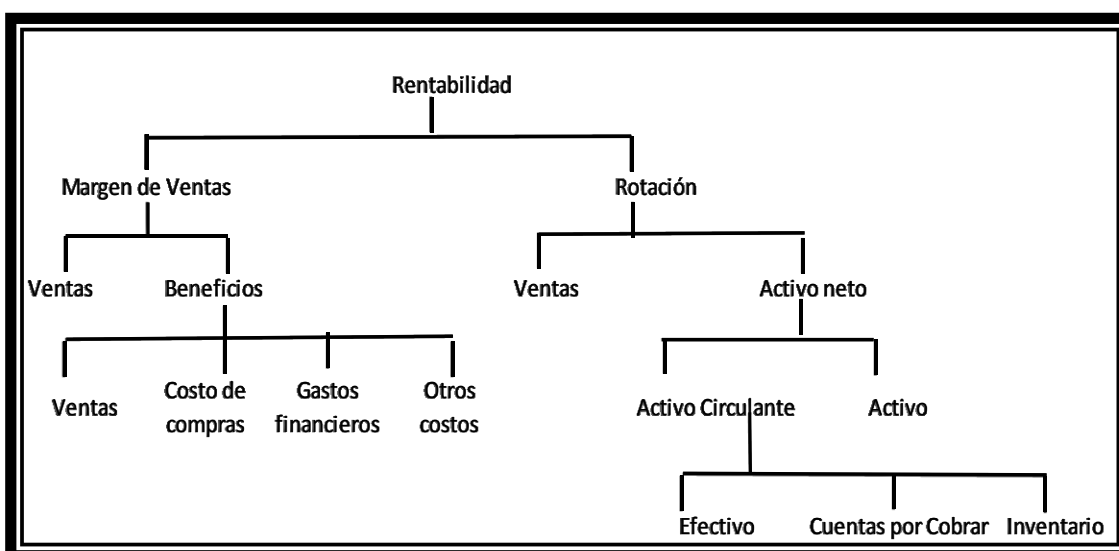 Rentabilidad
Margen de Ventas
Rotación
Ventas
Beneficios
Ventas
Activo neto
Ventas
Costo de
compras
Gastos
financieros
Otros
costos
Activo Circulante
Activo
Efectivo
Cuentas por Cobrar
Inventario